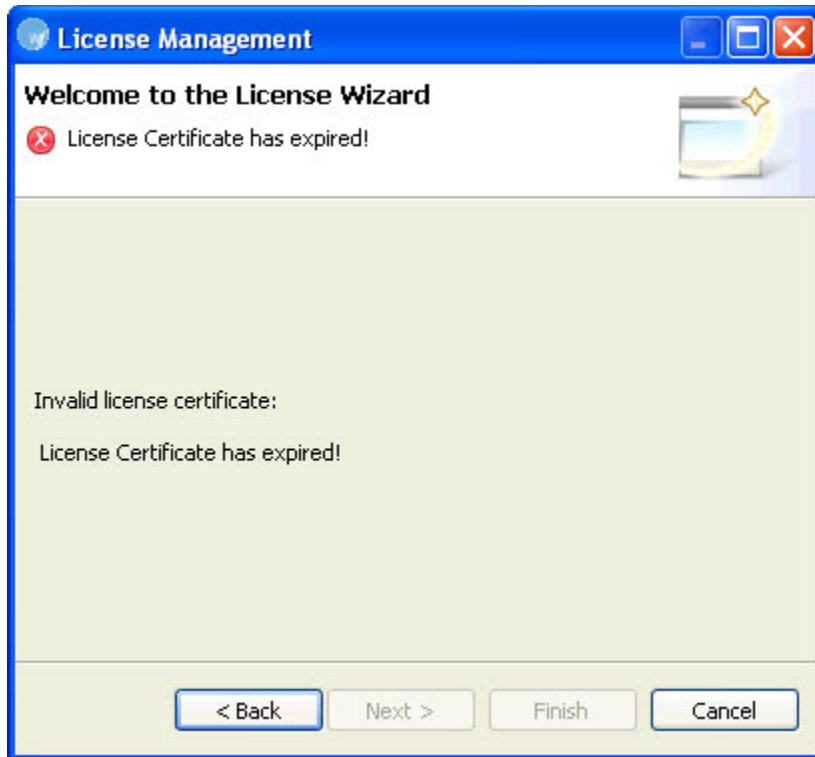 License Management
Welcome to the License Wizard
License Certificate has expired!
Invalid license certificate:
License Certificate has expired!
< Back
Next >
Finish
Cancel